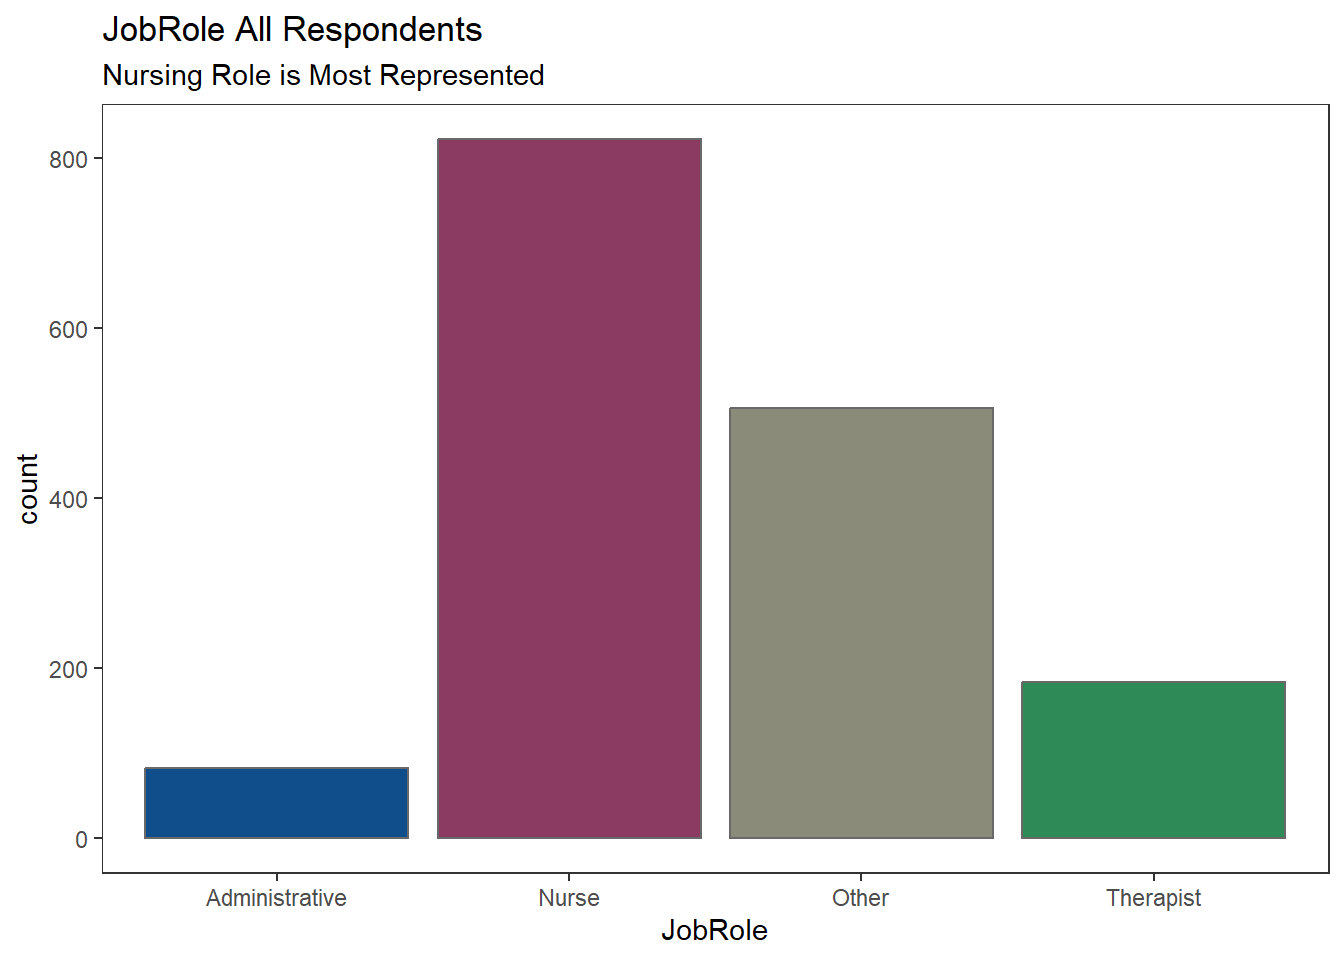 JobRole All Respondents
Nursing Role is Most Represented
800
600
400
200
0
count
Administrative Nurse Other Therapist
JobRole